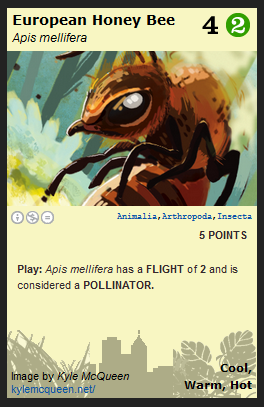 European Honey Bee 4 2
Apis mellifera
Animalia,Arthropoda,Insecta
5 POINTS
Play: Apis mellifera has a FLIGHT of 2 and is
considered a POLLINATOR.
Image by Kyle McQueen
kylemcqueen.net/
Cool,
Warm, Hot